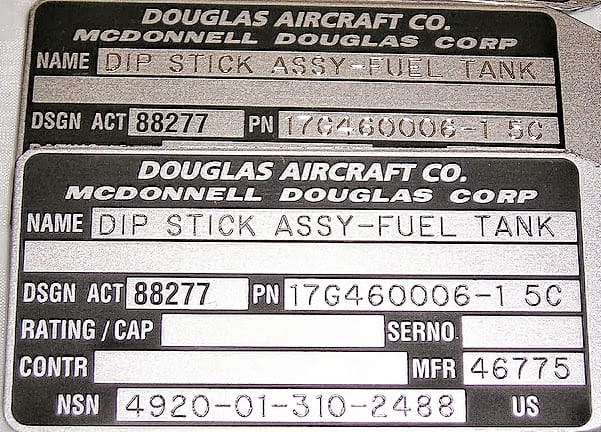 DOUGLAS AIRCRAFT CO.
MCDONNELL DOUGLAS CORP
NAME DIP STICK ASSY-FUEL TANK
DSGN ACT 88277 PN 17G460006-1 5C
DOUGLAS AIRCRAFT CO.
MCDONNELL DOUGLAS CORP
NAME DIP STICK ASSY-FUEL TANK
DSGN ACT 88277 PN 17G460006-1 5C
RATING / CAP SERNO
CONTR MFR 46775
NSN 4920-01-310-2488 US